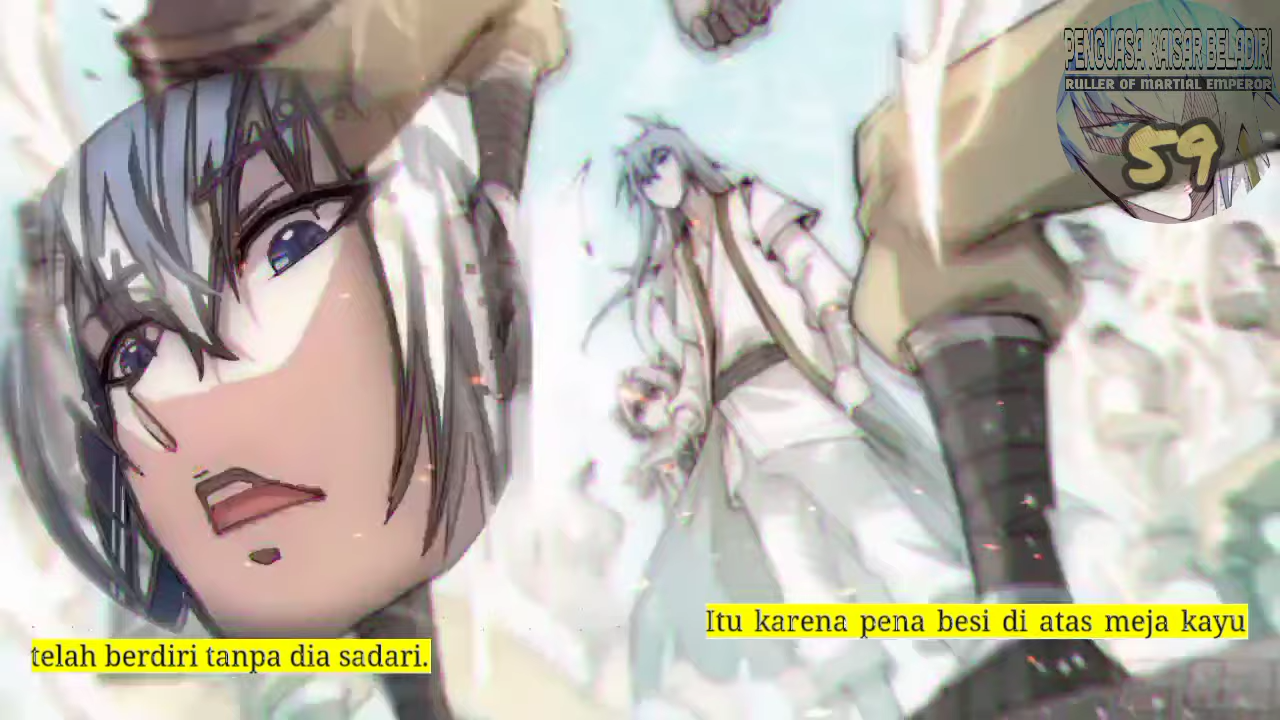 PENGUASA KAISAR BELADIRI
RULLER OF MARTIAL EMPEROR
59
Itu karena pena besi di atas meja kayu
telah berdiri tanpa dia sadari.